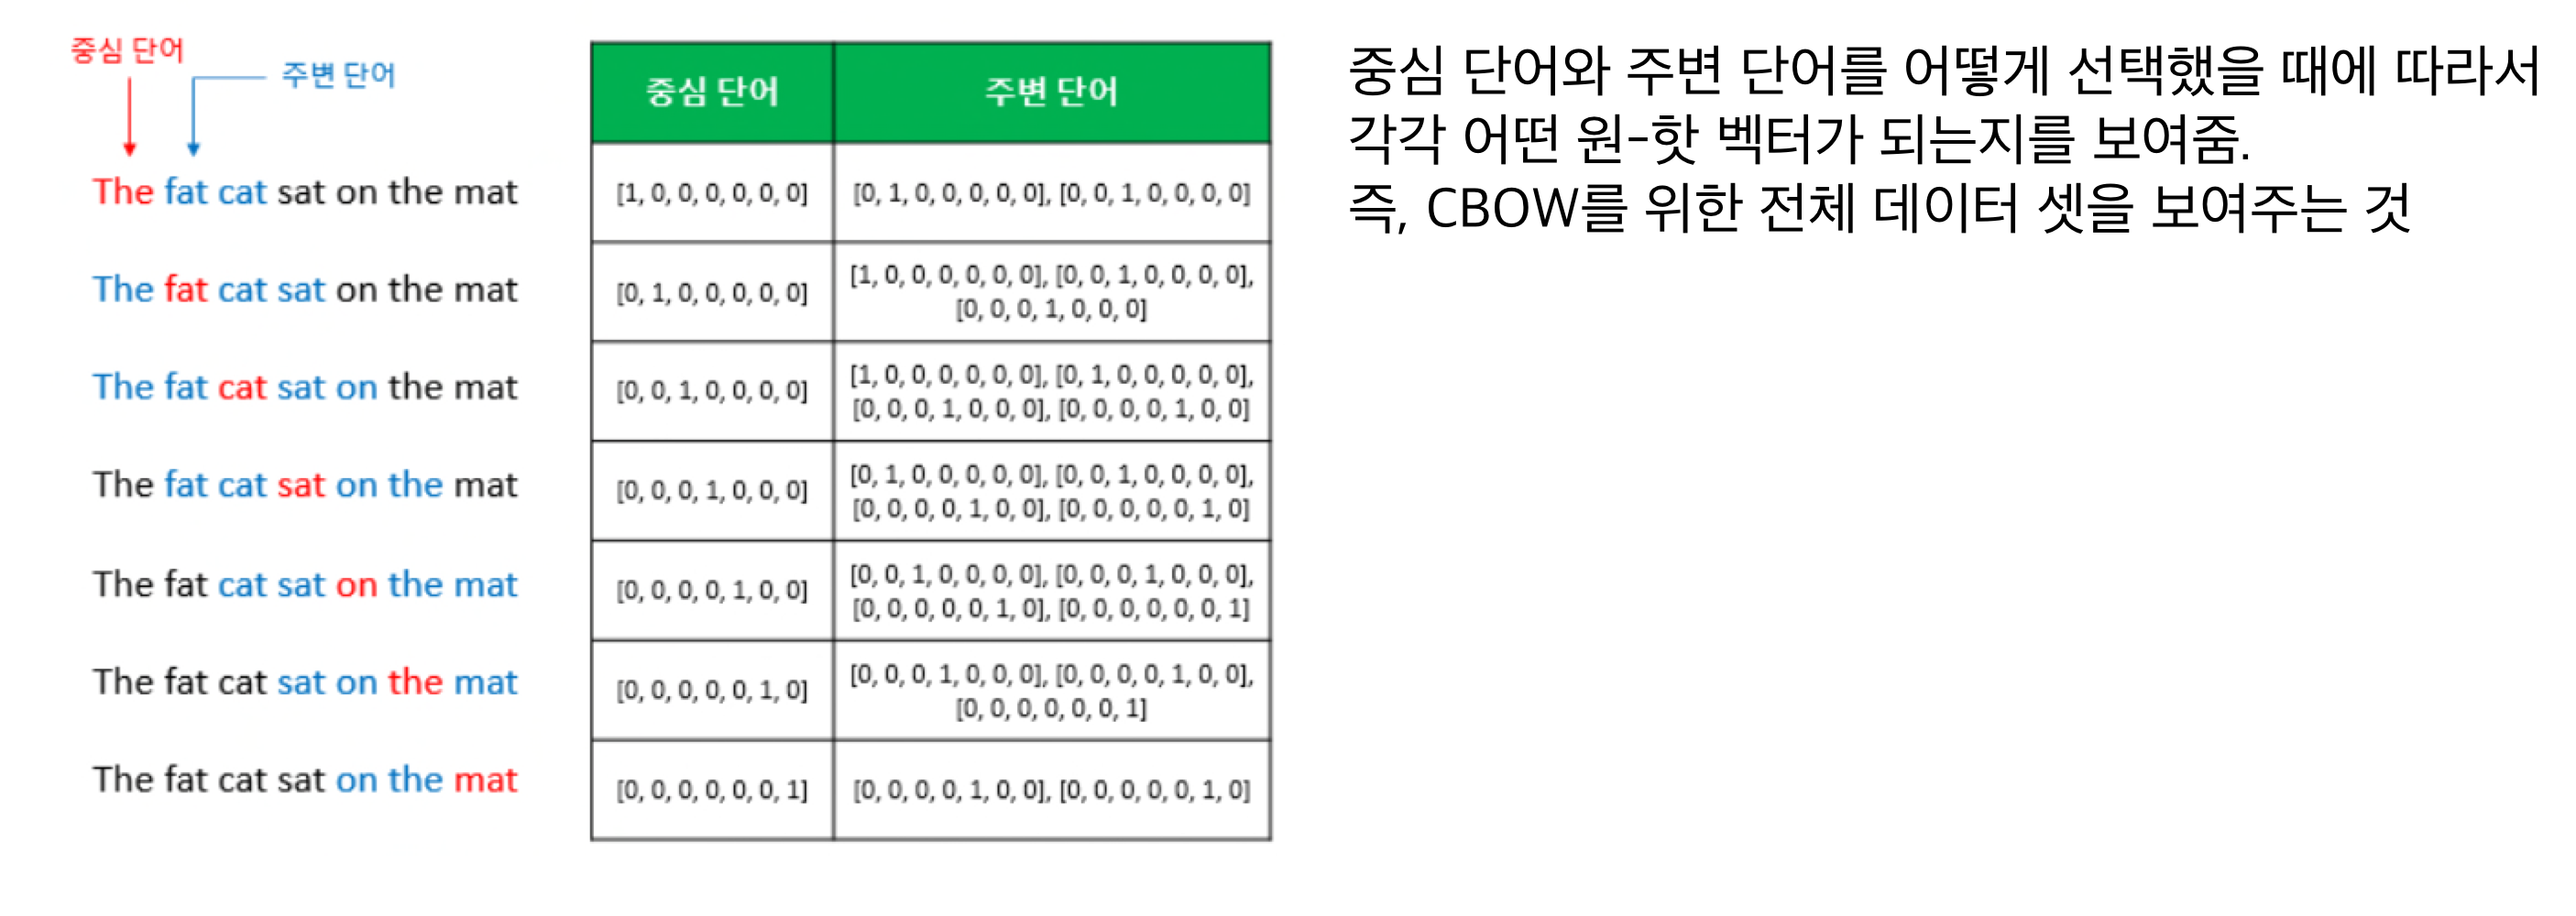 중심 단어
주변 단어
The fat cat sat on the mat
The fat cat sat on the mat
The fat cat sat on the mat
The fat cat sat on the mat
The fat cat sat on the mat
The fat cat sat on the mat
The fat cat sat on the mat
중심 단어 주변 단어
[1, 0, 0, 0, 0, 0, 0] [0, 1, 0, 0, 0, 0, 0], [0, 0, 1, 0, 0, 0, 0]
[0, 1, 0, 0, 0, 0, 0] [1, 0, 0, 0, 0, 0, 0], [0, 0, 1, 0, 0, 0, 0],
[0, 0, 0, 1, 0, 0, 0]
[0, 0, 1, 0, 0, 0, 0] [1, 0, 0, 0, 0, 0, 0], [0, 1, 0, 0, 0, 0, 0],
[0, 0, 0, 1, 0, 0, 0], [0, 0, 0, 0, 1, 0, 0]
[0, 0, 0, 1, 0, 0, 0] [0, 1, 0, 0, 0, 0, 0], [0, 0, 1, 0, 0, 0, 0],
[0, 0, 0, 0, 1, 0, 0], [0, 0, 0, 0, 0, 1, 0]
[0, 0, 0, 0, 1, 0, 0] [0, 0, 1, 0, 0, 0, 0], [0, 0, 0, 1, 0, 0, 0],
[0, 0, 0, 0, 0, 1, 0], [0, 0, 0, 0, 0, 0, 1]
[0, 0, 0, 0, 0, 1, 0] [0, 0, 0, 1, 0, 0, 0], [0, 0, 0, 0, 1, 0, 0],
[0, 0, 0, 0, 0, 0, 1]
[0, 0, 0, 0, 0, 0, 1] [0, 0, 0, 0, 1, 0, 0], [0, 0, 0, 0, 0, 1, 0]
중심 단어와 주변 단어를 어떻게 선택했을 때에 따라서
각각 어떤 원-핫 벡터가 되는지를 보여줌.
즉, CBOW를 위한 전체 데이터 셋을 보여주는 것